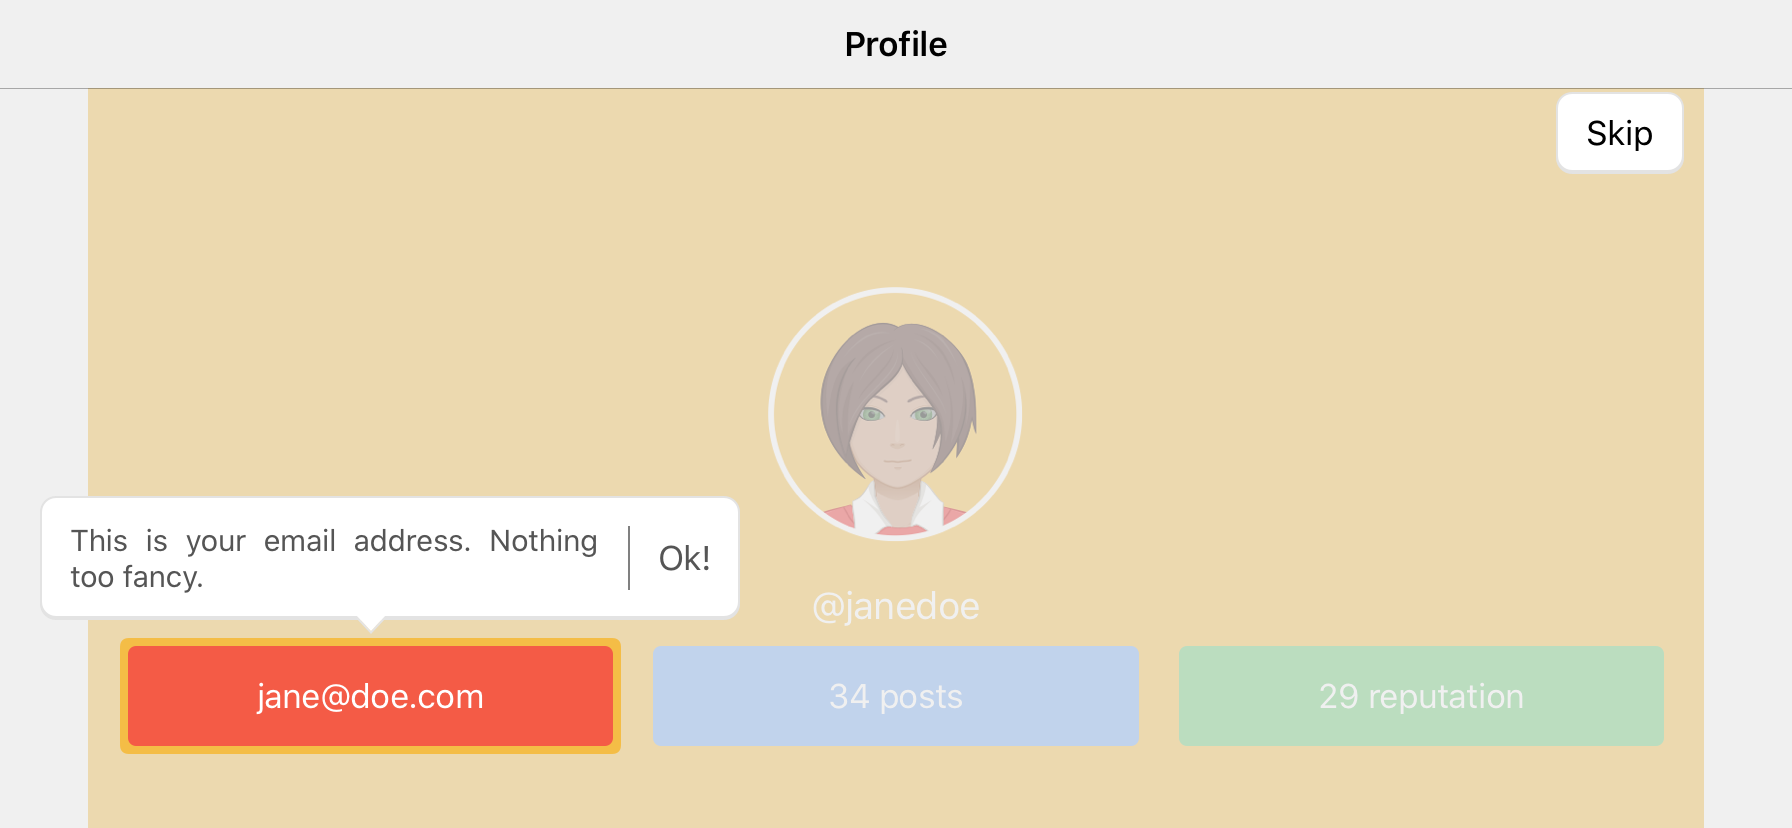 Profile
Skip
This is your email address. Nothing
too fancy.
Ok!
@janedoe
jane@doe.com
34 posts
29 reputation